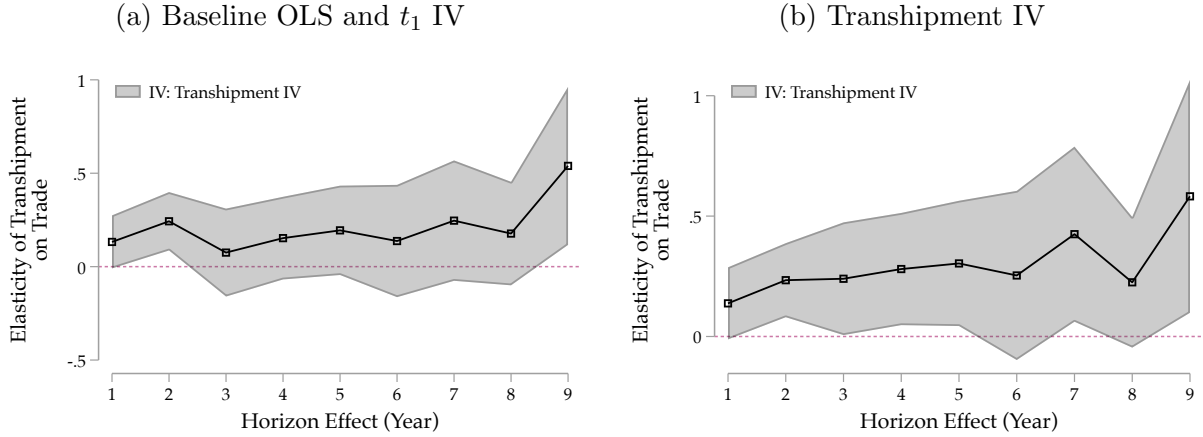 (a) Baseline OLS and t₁ IV
Elasticity of Transhipment
on Trade
1
.5
0
-.5
IV: Transhipment IV
1 2 3 4 5 6 7 8 9
Horizon Effect (Year)
(b) Transhipment IV
Elasticity of Transhipment
on Trade
1
.5
0
IV: Transhipment IV
1 2 3 4 5 6 7 8 9
Horizon Effect (Year)